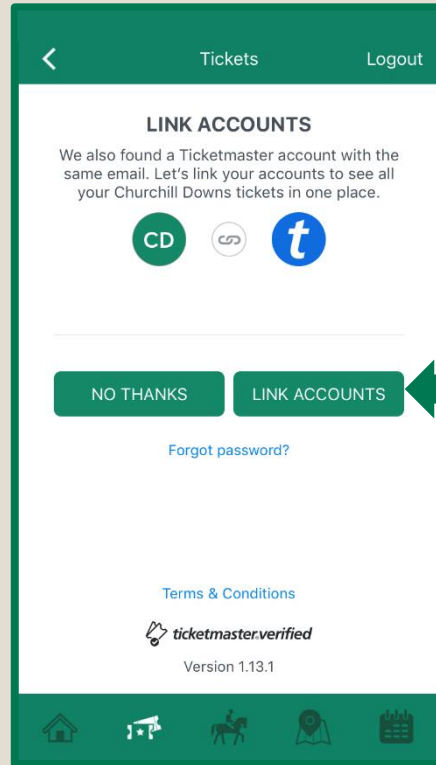 Tickets
Logout
LINK ACCOUNTS
We also found a Ticketmaster account with the
same email. Let's link your accounts to see all
your Churchill Downs tickets in one place.
CD
t
NO THANKS
LINK ACCOUNTS
Forgot password?
Terms & Conditions
ticketmaster verified
Version 1.13.1